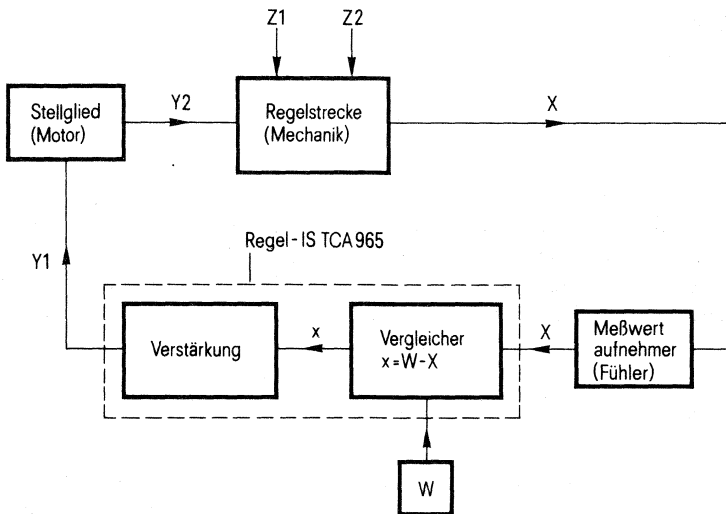 Z1
Z2
Stellglied
(Motor)
Y2
Regelstrecke
(Mechanik)
X
Regel-IS TCA 965
Y1
Verstärkung
x
Vergleicher
x=W-X
X
Meßwert
aufnehmer
(Fühler)
W